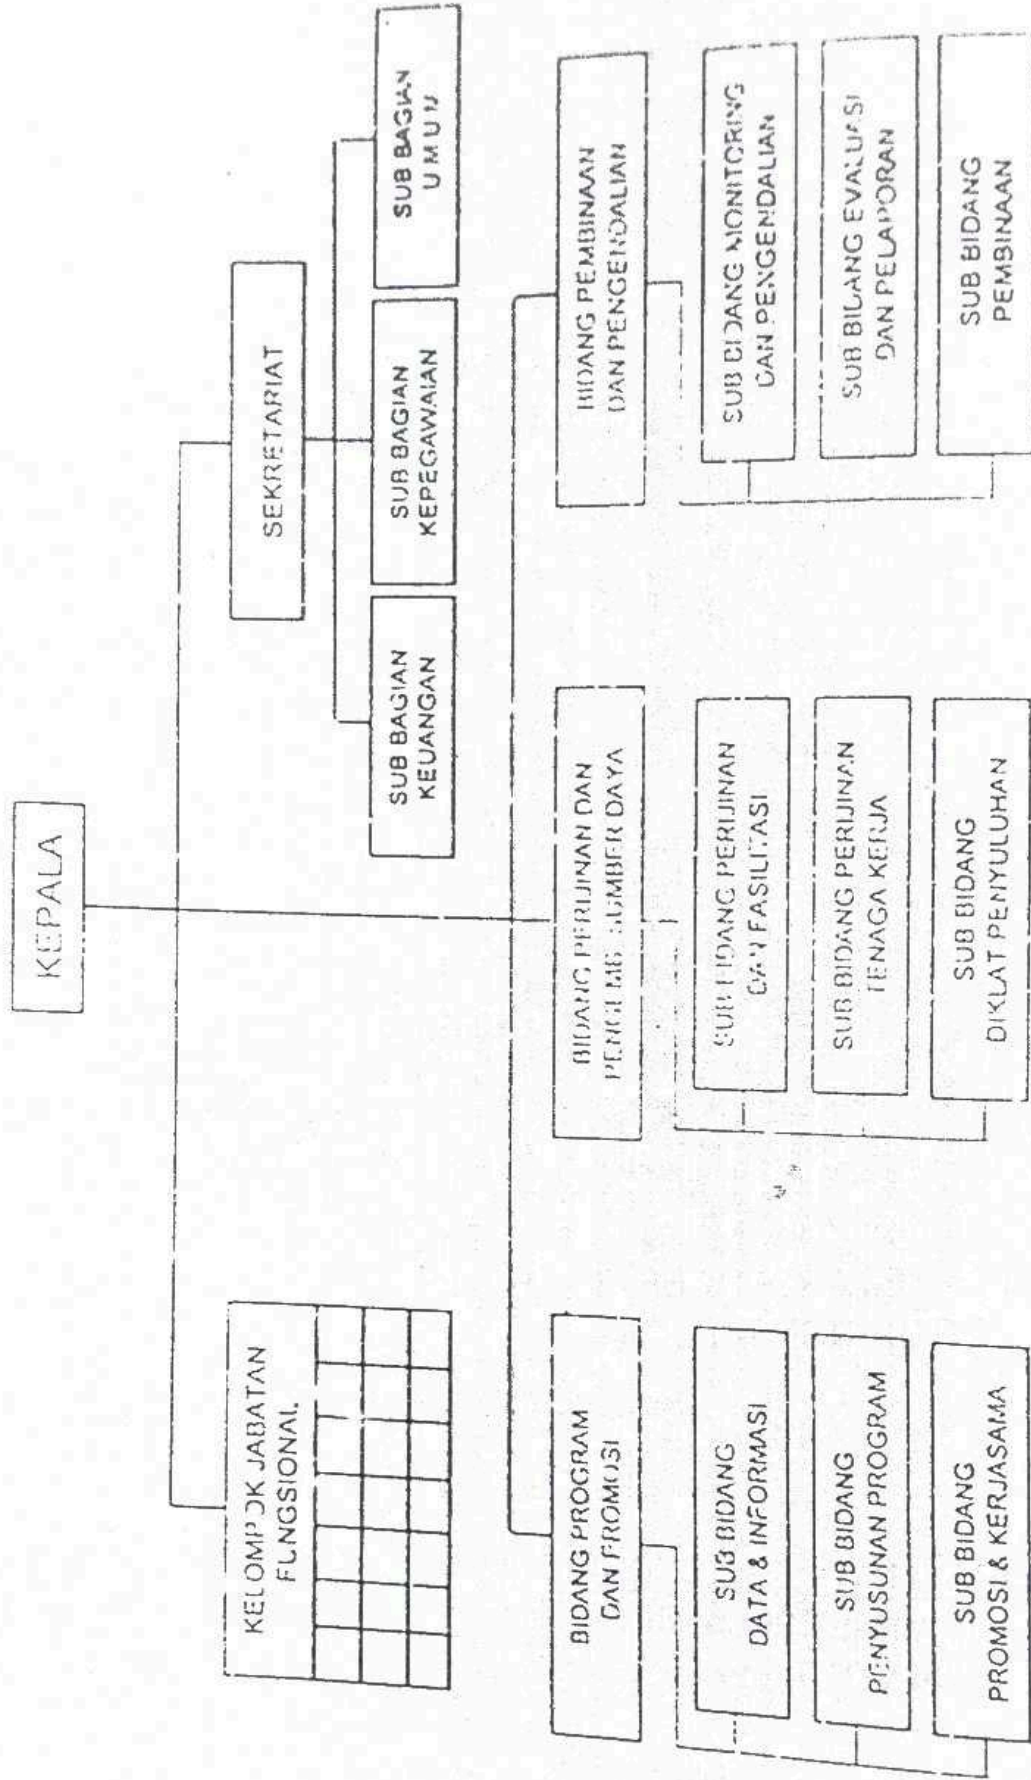 KEPALA
KELOMPOK JABATAN
FUNGSIONAL
SEKRETARIAT
SUB BAGIAN
KEUANGAN
SUB BAGIAN
KEPEGAWAIAN
SUB BAGIAN
UMUM
BIDANG PROGRAM
DAN PROMOSI
SUB BIDANG
DATA & INFORMASI
SUB BIDANG
PENYUSUNAN PROGRAM
SUB BIDANG
PROMOSI & KERJASAMA
BIDANG PERIJINAN DAN
SUMBER DAYA
SUB BIDANG PERIJINAN
DAN FASILITASI
SUB BIDANG PERIJINAN
TENAGA KERJA
SUB BIDANG
DIKLAT PENYULUHAN
BIDANG PEMBINAAN
DAN PENGENDALIAN
SUB BIDANG MONITORING
DAN PENGENDALIAN
SUB BIDANG EVALUASI
DAN PELAPORAN
SUB BIDANG
PEMBINAAN